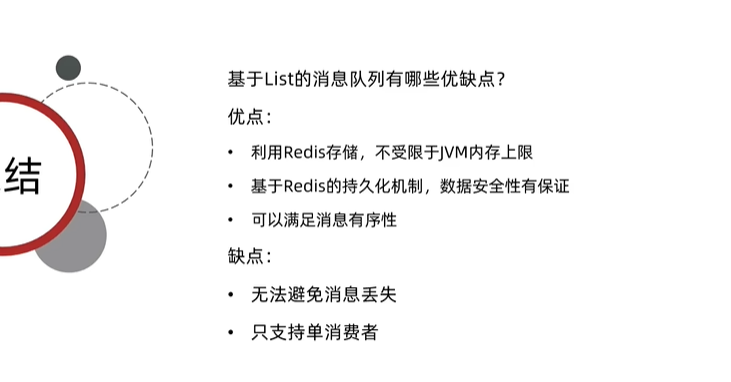 结
基于List的消息队列有哪些优缺点？
优点：
• 利用Redis存储，不受限于JVM内存上限
• 基于Redis的持久化机制，数据安全性有保证
• 可以满足消息有序性
缺点：
• 无法避免消息丢失
• 只支持单消费者